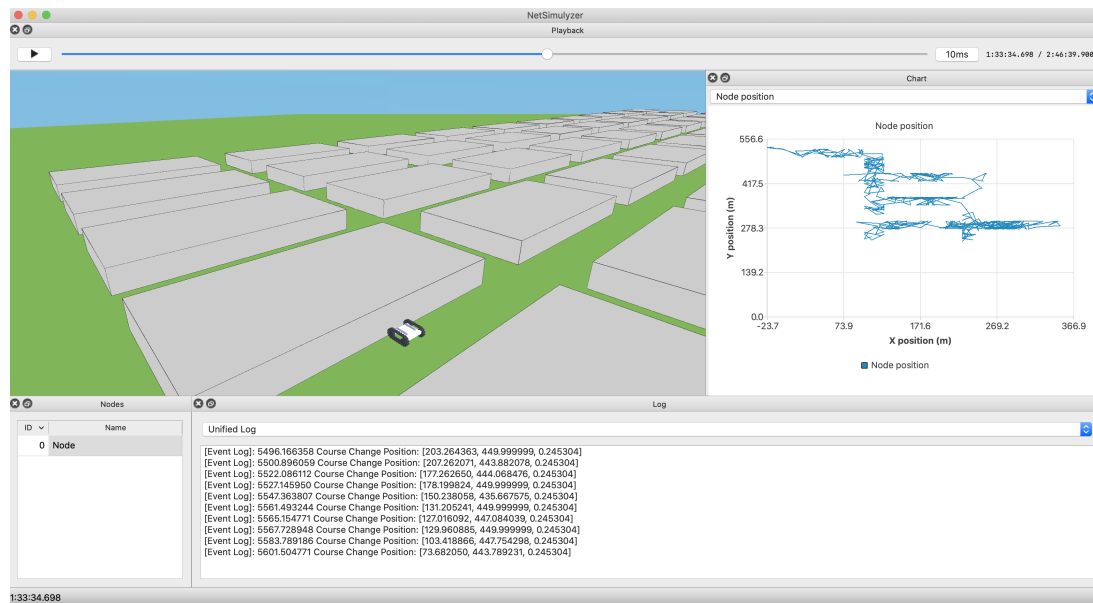 NetSimulyzer
Playback
10ms 1:33:34.698 / 2:46:39.900
Chart
Node position
Node position
556.6
417.5
278.3
139.2
0.0
Y position (m)
-23.7 73.9 171.6 269.2 366.9
X position (m)
Node position
Nodes
ID Name
0 Node
Log
Unified Log
[Event Log]: 5496.166358 Course Change Position: [203.264363, 449.999999, 0.245304]
[Event Log]: 5500.896059 Course Change Position: [207.262071, 443.882078, 0.245304]
[Event Log]: 5522.086112 Course Change Position: [177.262650, 444.068476, 0.245304]
[Event Log]: 5527.145950 Course Change Position: [178.199824, 449.999999, 0.245304]
[Event Log]: 5547.363807 Course Change Position: [150.238058, 435.667575, 0.245304]
[Event Log]: 5561.493244 Course Change Position: [131.205241, 449.999999, 0.245304]
[Event Log]: 5565.154771 Course Change Position: [127.016092, 447.084039, 0.245304]
[Event Log]: 5567.728948 Course Change Position: [129.960885, 449.999999, 0.245304]
[Event Log]: 5583.789186 Course Change Position: [103.418866, 447.754298, 0.245304]
[Event Log]: 5601.504771 Course Change Position: [73.682050, 443.789231, 0.245304]
1:33:34.698